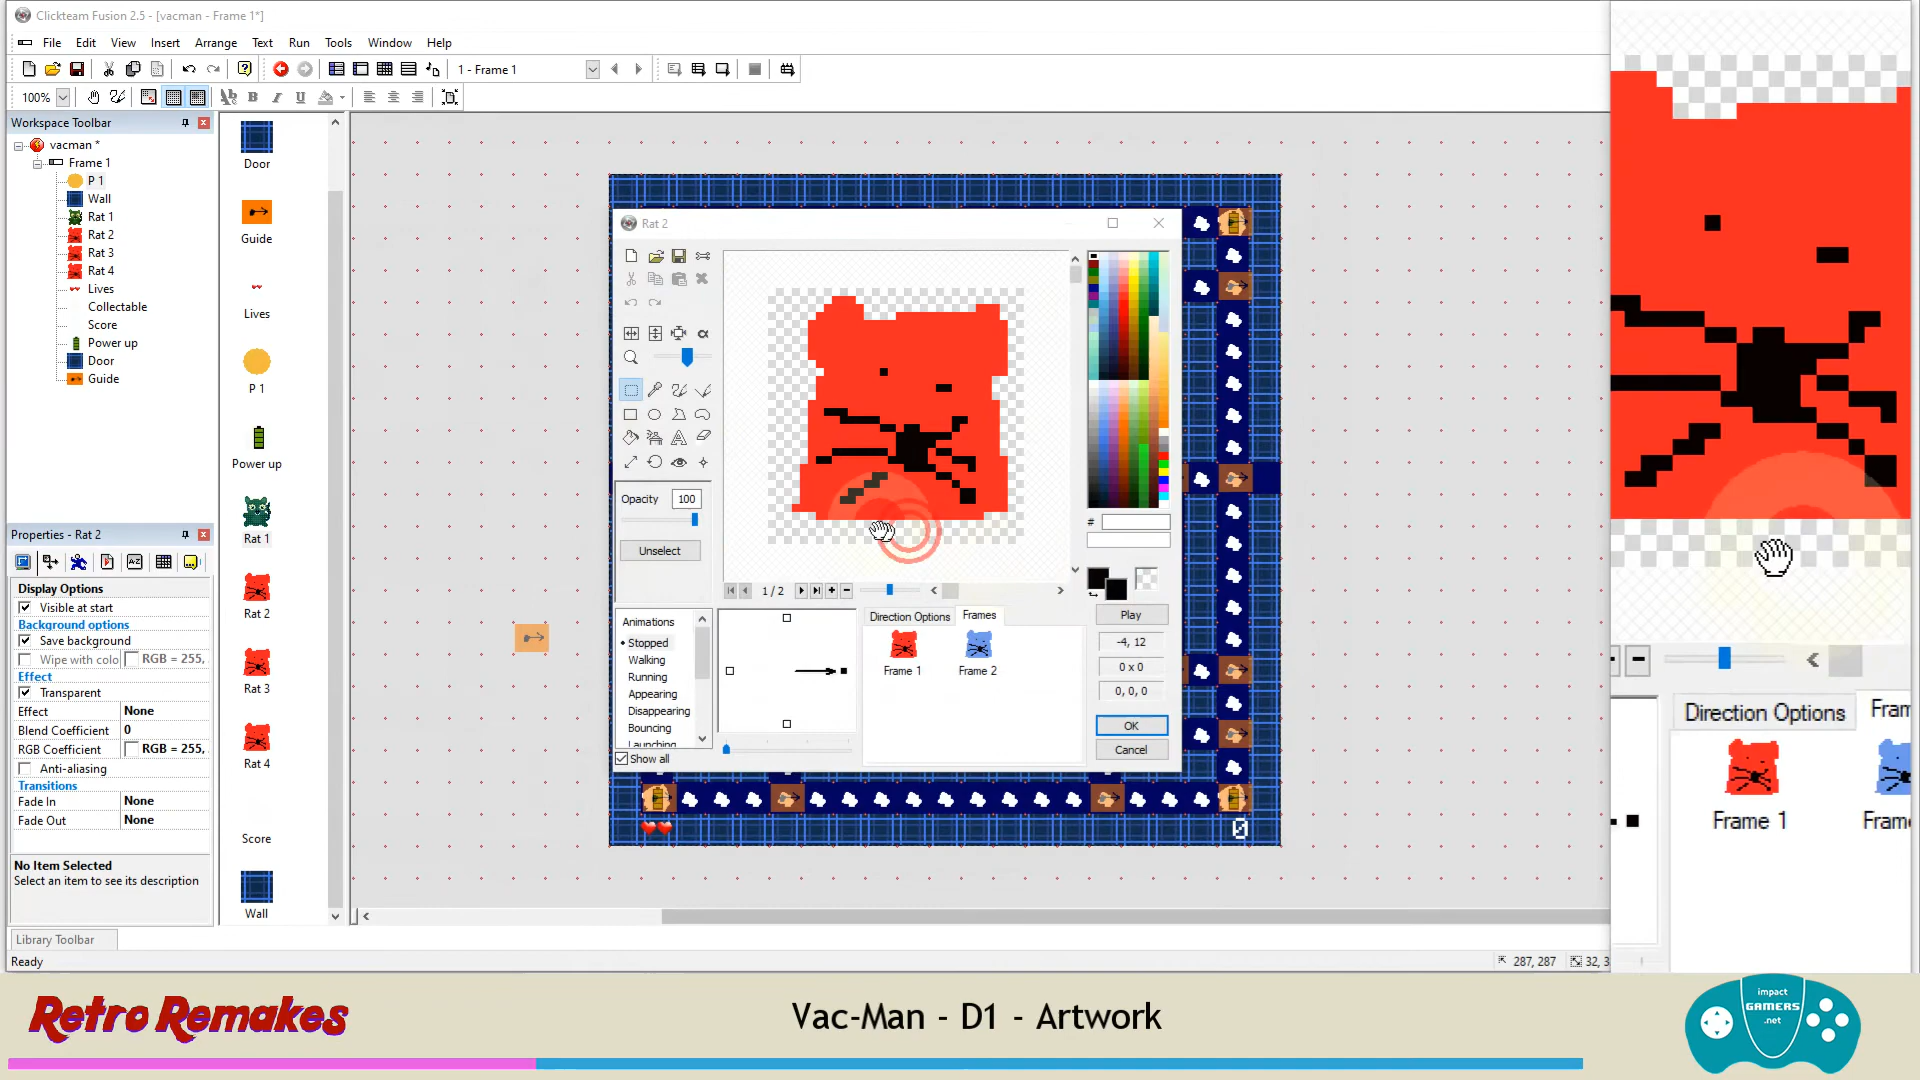 Clickteam Fusion 2.5 - [vacman - Frame 1*]
File Edit View Insert Arrange Text Run Tools Window Help
1 - Frame 1
100%
Workspace Toolbar
vacman *
Frame 1
P 1
Wall
Rat 1
Rat 2
Rat 3
Rat 4
Lives
Collectable
Score
Power up
Door
Guide
Properties - Rat 2
Display Options
Visible at start
Background options
Save background
Wipe with colo RGB = 255,
Effect
Transparent
Effect None
Blend Coefficient 0
RGB Coefficient RGB = 255,
Anti-aliasing
Transitions
Fade In None
Fade Out None
No Item Selected
Select an item to see its description
Library Toolbar
Ready
Door
Guide
Lives
P 1
Power up
Rat 1
Rat 2
Rat 3
Rat 4
Score
Wall
Rat 2
Opacity 100
Unselect
1 / 2
#
Animations
Stopped
Walking
Running
Appearing
Disappearing
Bouncing
Launching
Show all
Direction Options Frames
Frame 1 Frame 2
Play
-4, 12
0 x 0
0, 0, 0
OK
Cancel
0
287, 287
32, 3
Direction Options Fram
Frame 1 Fram
Retro Remakes
Vac-Man - D1 - Artwork
impact
GAMERS
.net